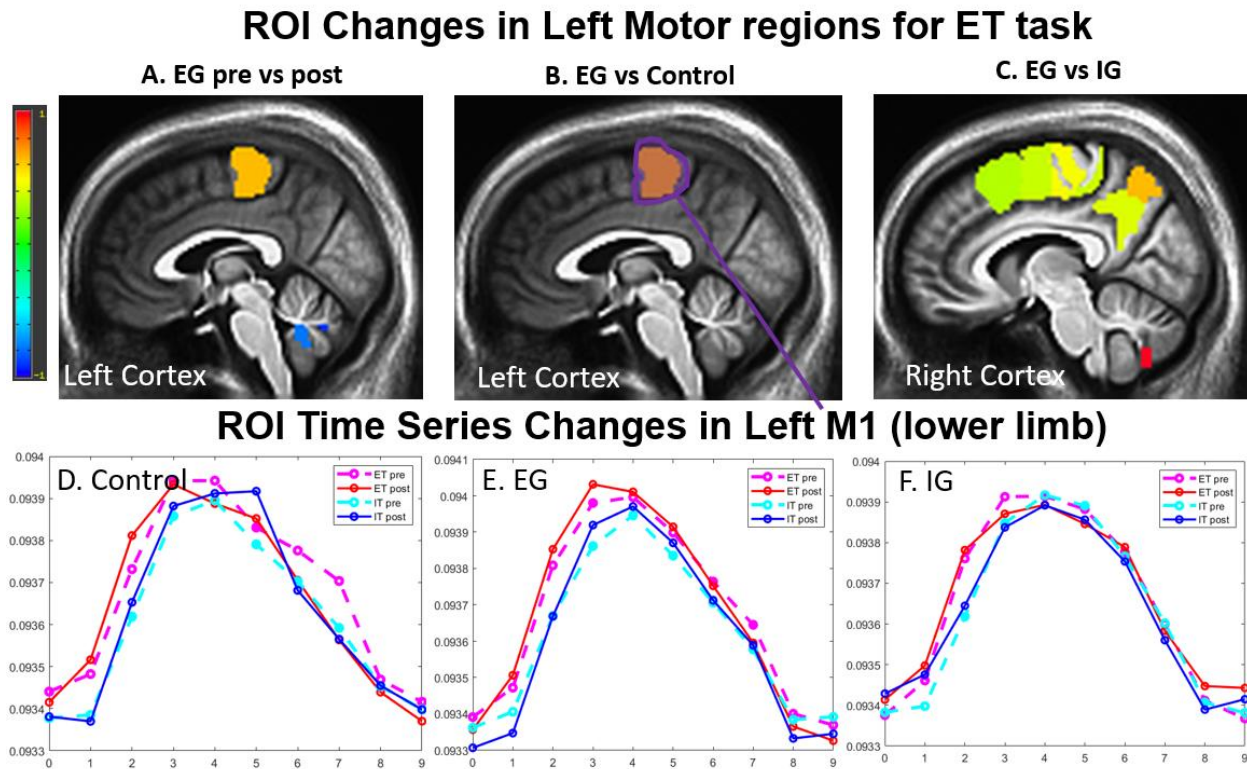 ROI Changes in Left Motor regions for ET task
A. EG pre vs post
B. EG vs Control
C. EG vs IG
1
-1
Left Cortex
Left Cortex
Right Cortex
ROI Time Series Changes in Left M1 (lower limb)
D. Control
0.094
0.0939
0.0938
0.0937
0.0936
0.0935
0.0934
0.0933
0 1 2 3 4 5 6 7 8 9
ET pre
ET post
IT pre
IT post
E. EG
0.0941
0.094
0.0939
0.0938
0.0937
0.0936
0.0935
0.0934
0.0933
0 1 2 3 4 5 6 7 8 9
ET pre
ET post
IT pre
IT post
F. IG
0.094
0.0939
0.0938
0.0937
0.0936
0.0935
0.0934
0.0933
0 1 2 3 4 5 6 7 8 9
ET pre
ET post
IT pre
IT post